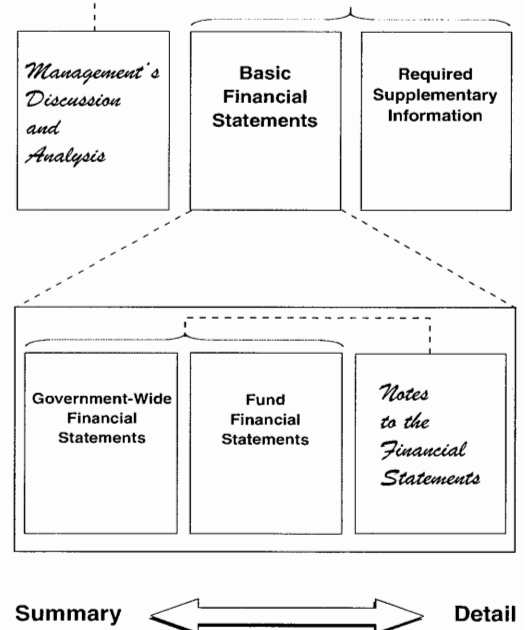 Management's
Discussion
and
Analysis
Basic
Financial
Statements
Required
Supplementary
Information
Government-Wide
Financial
Statements
Fund
Financial
Statements
Notes
to the
Financial
Statements
Summary
Detail